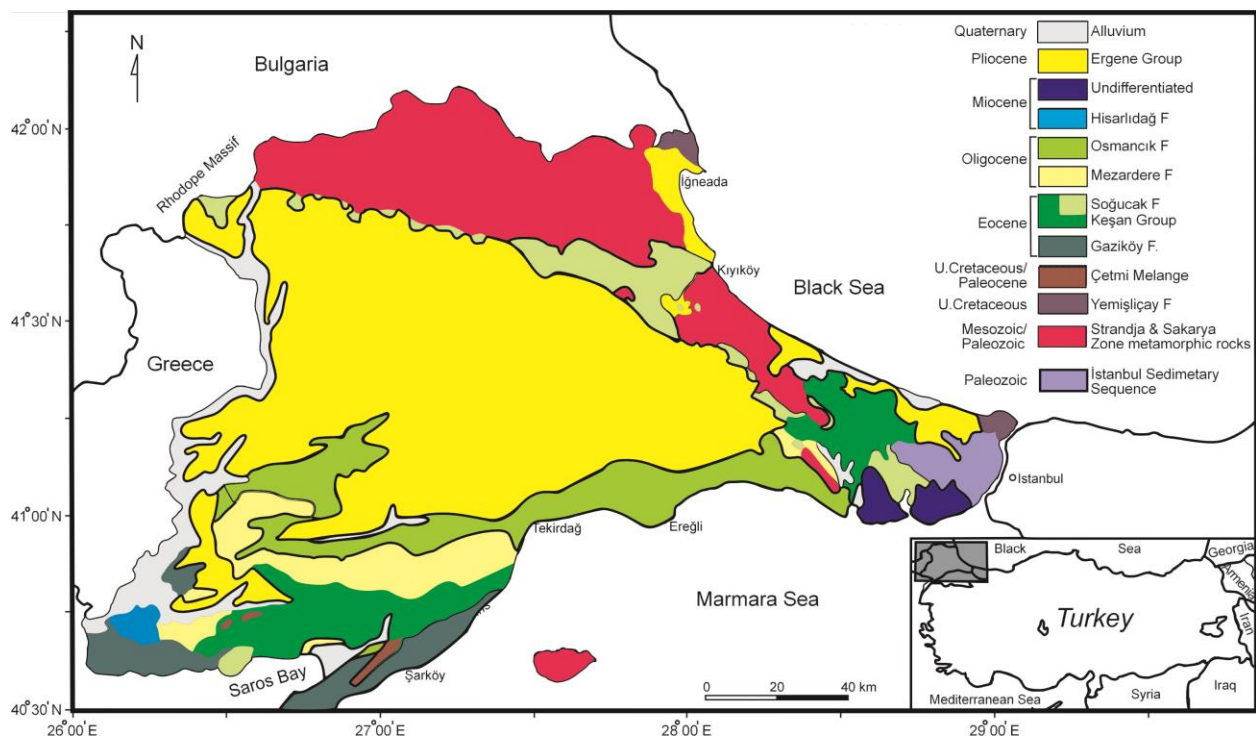 N
Bulgaria
Rhodope Massif
Greece
İğneada
Kıyıköy
Black Sea
Istanbul
Tekirdağ
Ereğli
Marmara Sea
Saros Bay
Şarköy
0 20 40 km
42°00'N
41°30'N
41°00'N
40°30'N
26°00'E
27°00'E
28°00'E
29°00'E
Quaternary Alluvium
Pliocene Ergene Group
Miocene Undifferentiated
Hisarlıdağ F
Oligocene Osmancık F
Mezardere F
Eocene Soğucak F
Keşan Group
Gaziköy F.
U.Cretaceous/
Paleocene Çetmi Melange
U.Cretaceous Yemişliçay F
Mesozoic/
Paleozoic
Strandja & Sakarya
Zone metamorphic rocks
Paleozoic
İstanbul Sedimetary
Sequence
Black Sea
Georgia
Armenia
Iran
Turkey
Mediterranean Sea
Syria
Iraq